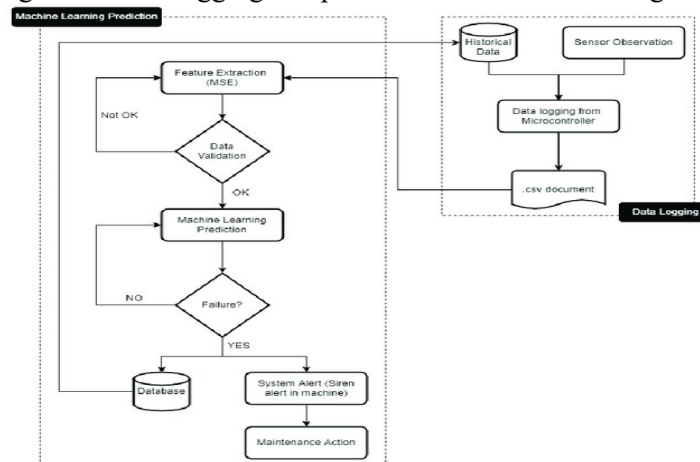 Machine Learning Prediction
Historical
Data
Sensor Observation
Feature Extraction
(MSE)
Not OK
Data logging from
Microcontroller
Data
Validation
OK
.csv document
Machine Learning
Prediction
Data Logging
NO
Failure?
YES
Database
System Alert (Siren
alert in machine)
Maintenance Action